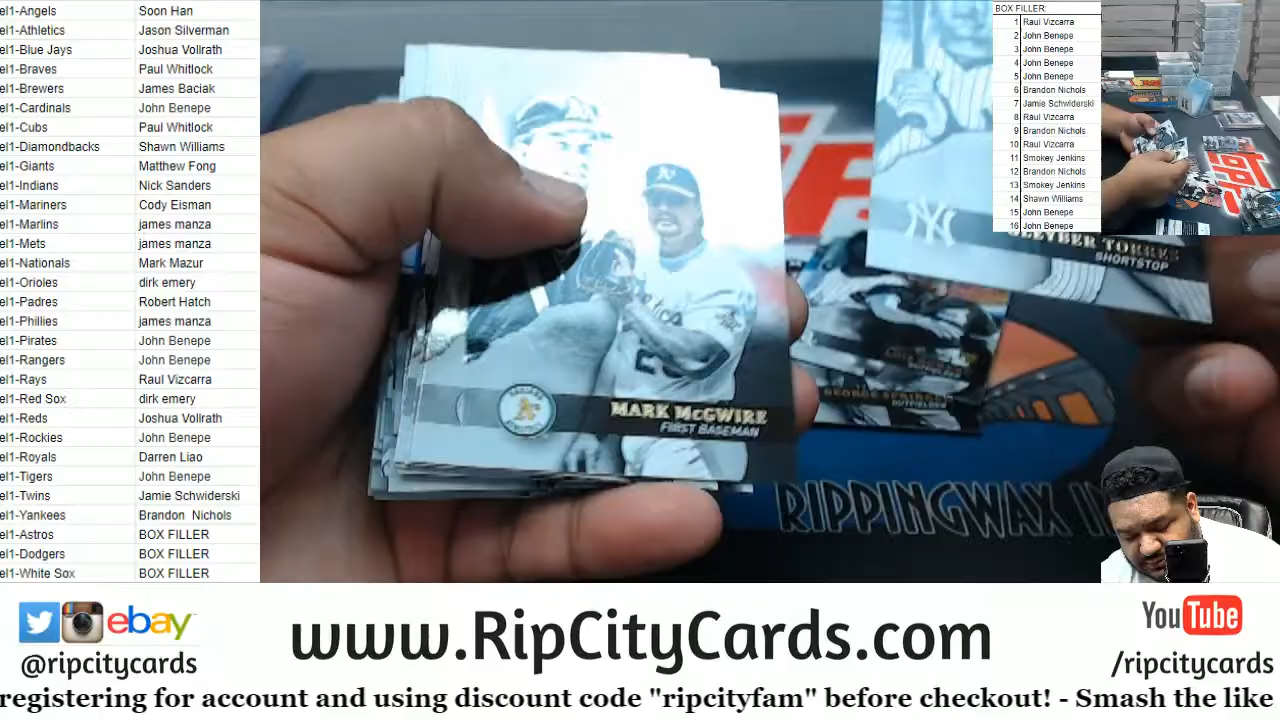 el1-Angels Soon Han
el1-Athletics Jason Silverman
el1-Blue Jays Joshua Vollrath
el1-Braves Paul Whitlock
el1-Brewers James Baciak
el1-Cardinals John Benepe
el1-Cubs Paul Whitlock
el1-Diamondbacks Shawn Williams
el1-Giants Matthew Fong
el1-Indians Nick Sanders
el1-Mariners Cody Eisman
el1-Marlins james manza
el1-Mets james manza
el1-Nationals Mark Mazur
el1-Orioles dirk emery
el1-Padres Robert Hatch
el1-Phillies james manza
el1-Pirates John Benepe
el1-Rangers John Benepe
el1-Rays Raul Vizcarra
el1-Red Sox dirk emery
el1-Reds Joshua Vollrath
el1-Rockies John Benepe
el1-Royals Darren Liao
el1-Tigers John Benepe
el1-Twins Jamie Schwiderski
el1-Yankees Brandon Nichols
el1-Astros BOX FILLER
el1-Dodgers BOX FILLER
el1-White Sox BOX FILLER
BOX FILLER:
1 Raul Vizcarra
2 John Benepe
3 John Benepe
4 John Benepe
5 John Benepe
6 Brandon Nichols
7 Jamie Schwiderski
8 Raul Vizcarra
9 Brandon Nichols
10 Raul Vizcarra
11 Smokey Jenkins
12 Brandon Nichols
13 Smokey Jenkins
14 Shawn Williams
15 John Benepe
16 John Benepe
NY
TORRES
SHORTSTOP
A's
MARK McGWIRE
FIRST BASEMAN
GEORGE SPRINGER
OUTFIELDER
RIPPINGWAX
ebay
@ripcitycards
www.RipCityCards.com
YouTube
/ripcitycards
registering for account and using discount code "ripcityfam" before checkout! - Smash the like